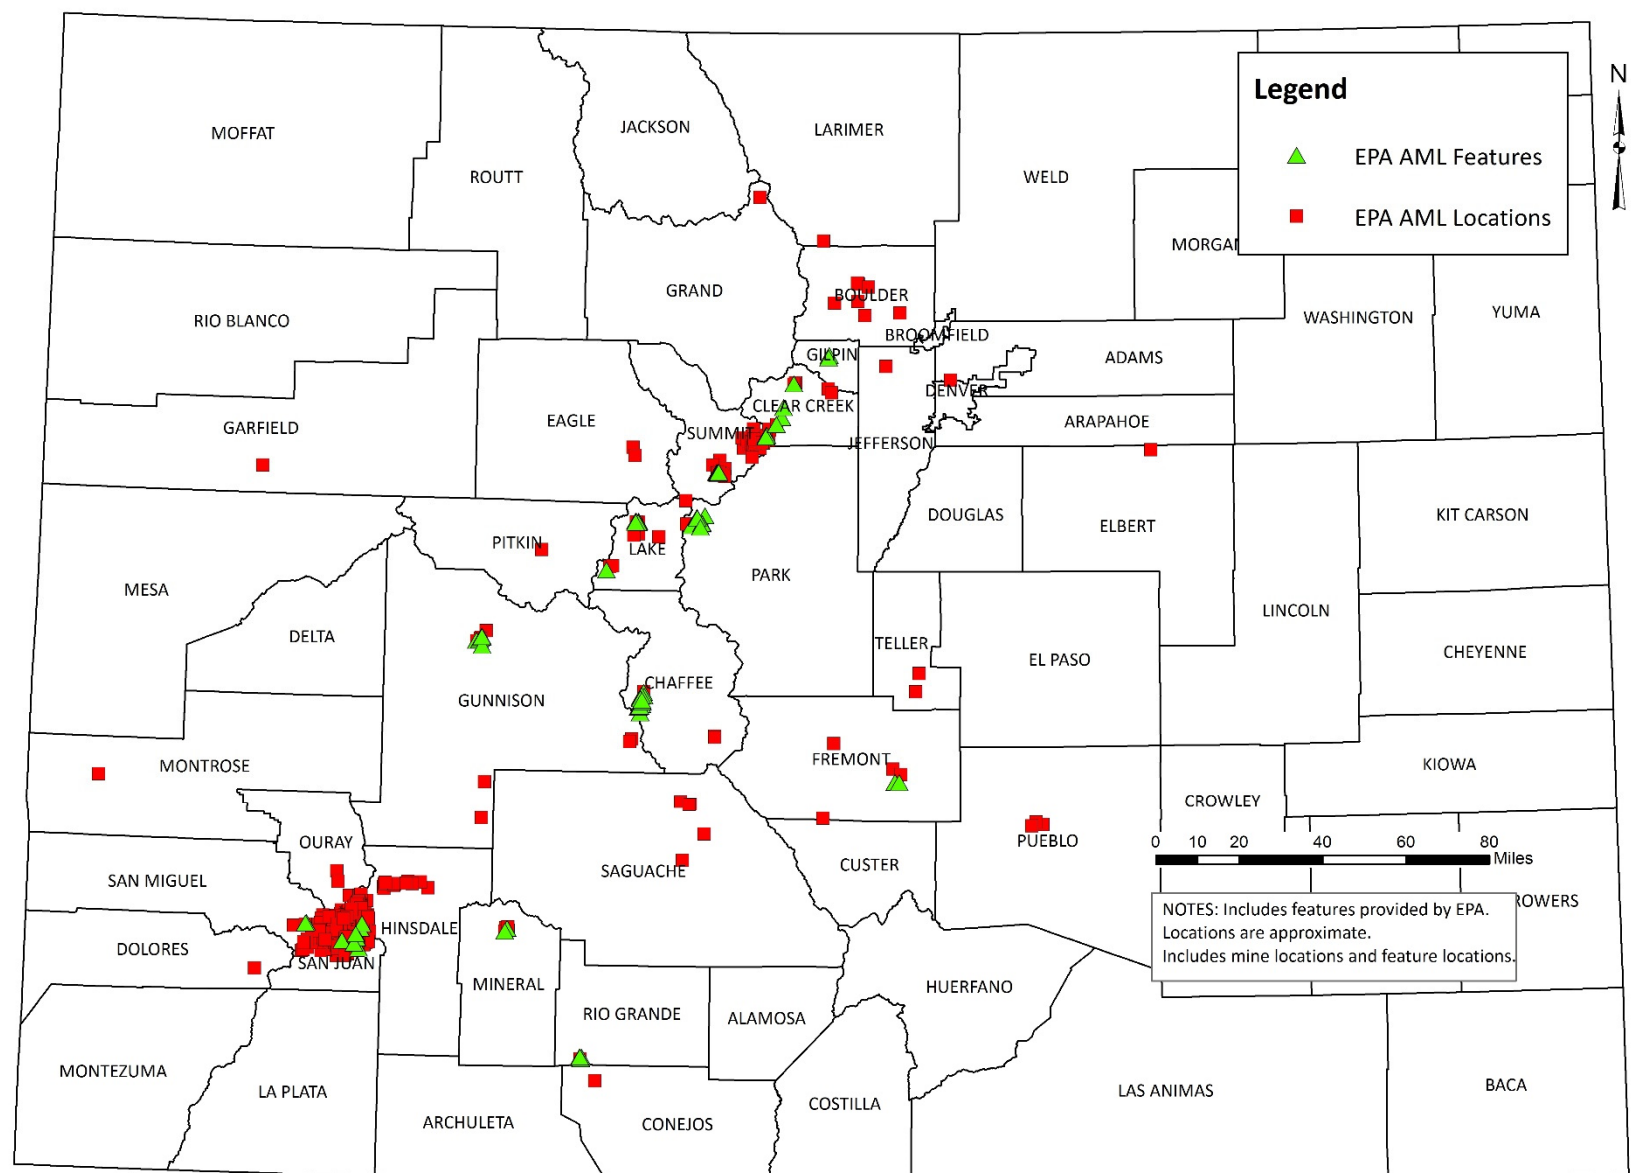 N
Legend
EPA AML Features
EPA AML Locations
MOFFAT
JACKSON
LARIMER
ROUTT
WELD
GRAND
BOULDER
RIO BLANCO
WASHINGTON
YUMA
BROOMFIELD
GILPIN
ADAMS
DENVER
CLEAR CREEK
EAGLE
ARAPAHOE
GARFIELD
SUMMIT
JEFFERSON
DOUGLAS
ELBERT
KIT CARSON
PITKIN
LAKE
PARK
MESA
LINCOLN
DELTA
TELLER
CHEYENNE
EL PASO
CHAFFEE
GUNNISON
MONTROSE
FREMONT
KIOWA
CROWLEY
OURAY
PUEBLO
0 10 20 40 60 80
Miles
CUSTER
SAGUACHE
SAN MIGUEL
HINSDALE
DOLORES
SAN JUAN
NOTES: Includes features provided by EPA.
Locations are approximate.
Includes mine locations and feature locations.
MINERAL
HUERFANO
RIO GRANDE
ALAMOSA
MONTEZUMA
LA PLATA
LAS ANIMAS
BACA
COSTILLA
ARCHULETA
CONEJOS